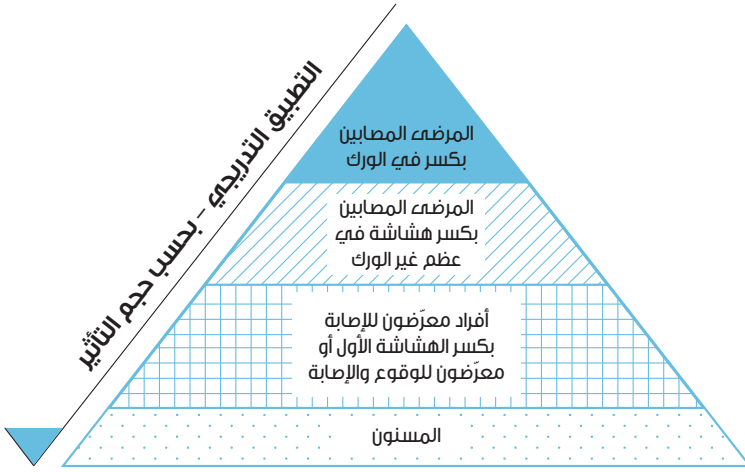 التطبيق التدريجي – بحسب حجم التأثير
المرضى المصابين
بكسر في الورك
المرضى المصابين
بكسر هشاشة في
عظم غير الورك
أفراد معرّضون للإصابة
بكسر الهشاشة الأول أو
معرّضون للوقوع والإصابة
المسنون